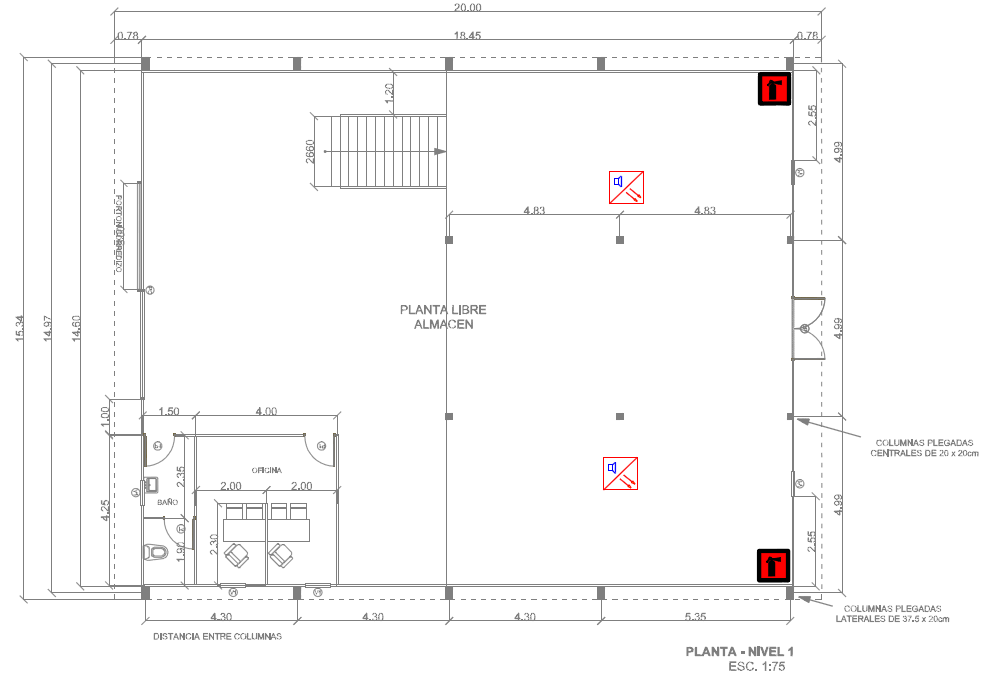 20.00
0.78
18.45
0.78
1.20
2.55
4.99
2660
4.83
4.83
15.34
14.97
14.60
PLANTA LIBRE
ALMACEN
4.99
1.00
1.50
4.00
COLUMNAS PLEGADAS
CENTRALES DE 20 x 20cm
OFICINA
2.35
2.00
2.00
BAÑO
4.25
4.99
2.30
1.90
2.55
COLUMNAS PLEGADAS
LATERALES DE 37.5 x 20cm
4.30
4.30
4.30
5.35
DISTANCIA ENTRE COLUMNAS
PLANTA - NIVEL 1
ESC. 1:75